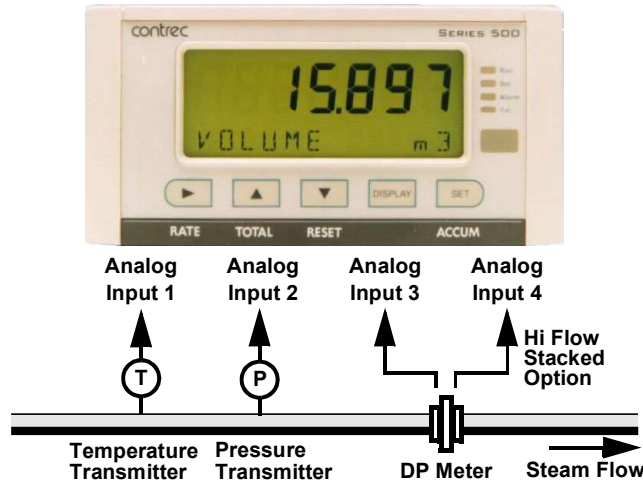 contrec
SERIES 500
15.897
Run
Set
Alarm
VOLUME m3
DISPLAY
SET
RATE TOTAL RESET ACCUM
Analog Input 1
Analog Input 2
Analog Input 3
Analog Input 4
Hi Flow
Stacked
Option
T
P
Temperature
Transmitter
Pressure
Transmitter
DP Meter
Steam Flow